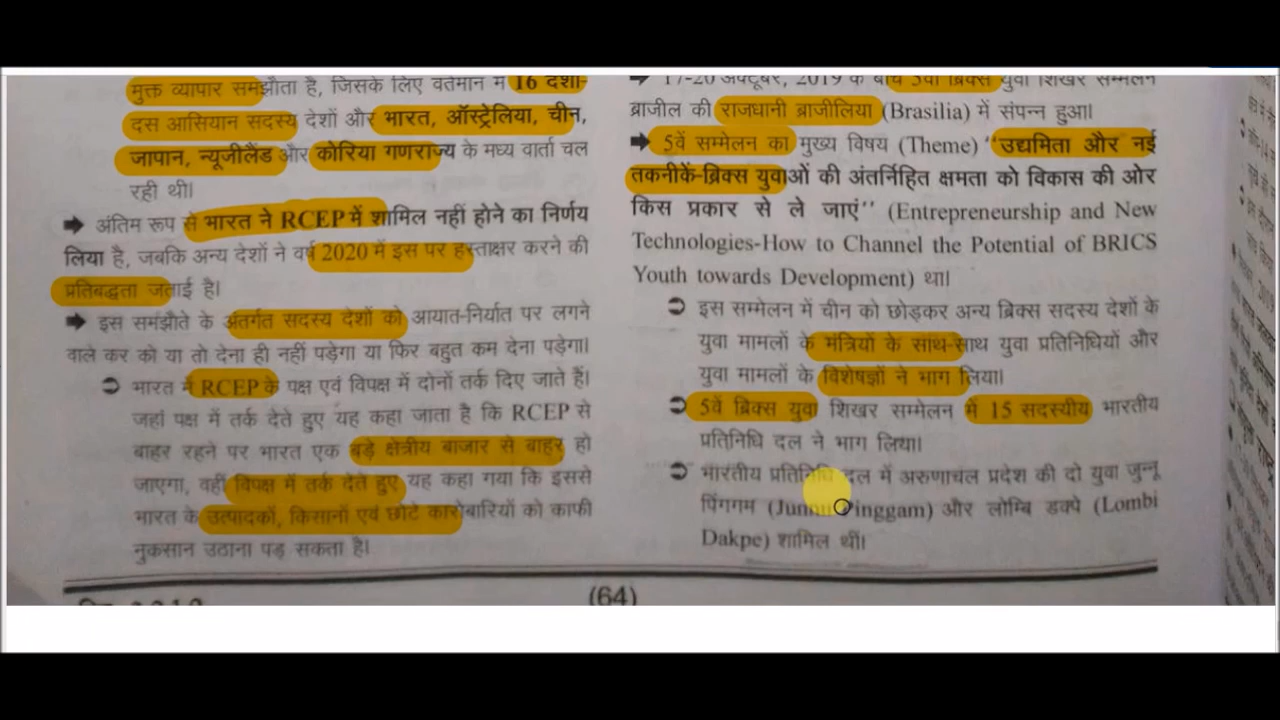 मुक्त व्यापार समझौता है, जिसके लिए वर्तमान में 16 देशों-
दस आसियान सदस्य देशों और भारत, ऑस्ट्रेलिया, चीन,
जापान, न्यूजीलैंड और कोरिया गणराज्य के मध्य वार्ता चल
रही थी।
➡ अंतिम रूप से भारत ने RCEP में शामिल नहीं होने का निर्णय
लिया है, जबकि अन्य देशों ने वर्ष 2020 में इस पर हस्ताक्षर करने की
प्रतिबद्धता जताई है।
➡ इस समझौते के अंतर्गत सदस्य देशों को आयात-निर्यात पर लगने
वाले कर को या तो देना ही नहीं पड़ेगा या फिर बहुत कम देना पड़ेगा।
➲ भारत में RCEP के पक्ष एवं विपक्ष में दोनों तर्क दिए जाते हैं।
जहां पक्ष में तर्क देते हुए यह कहा जाता है कि RCEP से
बाहर रहने पर भारत एक बड़े क्षेत्रीय बाजार से बाहर हो
जाएगा, वहीं विपक्ष में तर्क देते हुए यह कहा गया कि इससे
भारत के उत्पादकों, किसानों एवं छोटे कारोबारियों को काफी
नुकसान उठाना पड़ सकता है।
➡ 17-20 अक्टूबर, 2019 के बीच 5वां ब्रिक्स युवा शिखर सम्मेलन
ब्राजील की राजधानी ब्राजीलिया (Brasilia) में संपन्न हुआ।
➡ 5वें सम्मेलन का मुख्य विषय (Theme) "उद्यमिता और नई
तकनीकें-ब्रिक्स युवाओं की अंतर्निहित क्षमता को विकास की ओर
किस प्रकार से ले जाएं" (Entrepreneurship and New
Technologies-How to Channel the Potential of BRICS
Youth towards Development) था।
➲ इस सम्मेलन में चीन को छोड़कर अन्य ब्रिक्स सदस्य देशों के
युवा मामलों के मंत्रियों के साथ-साथ युवा प्रतिनिधियों और
युवा मामलों के विशेषज्ञों ने भाग लिया।
➲ 5वें ब्रिक्स युवा शिखर सम्मेलन में 15 सदस्यीय भारतीय
प्रतिनिधि दल ने भाग लिया।
➲ भारतीय प्रतिनिधि दल में अरुणाचल प्रदेश की दो युवा जुन्नू
पिंगगम (Junnu Pinggam) और लोम्बि डक्पे (Lombi
Dakpe) शामिल थीं।
(64)